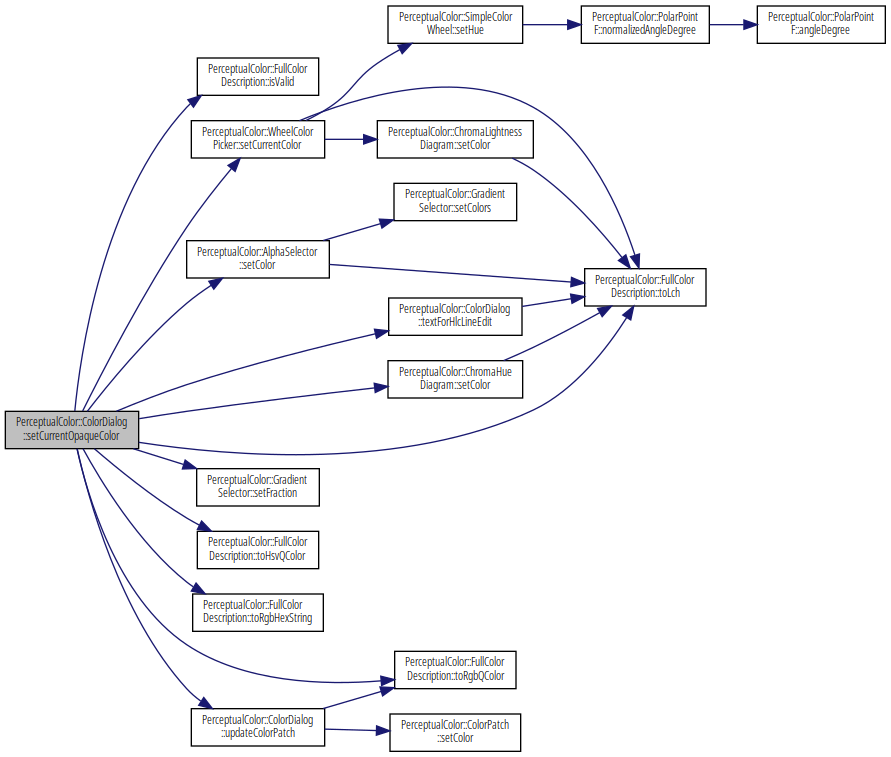 PerceptualColor::SimpleColor
Wheel::setHue
PerceptualColor::PolarPoint
F::normalizedAngleDegree
PerceptualColor::PolarPoint
F::angleDegree
PerceptualColor::FullColor
Description::isValid
PerceptualColor::WheelColor
Picker::setCurrentColor
PerceptualColor::ChromaLightness
Diagram::setColor
PerceptualColor::Gradient
Selector::setColors
PerceptualColor::AlphaSelector
::setColor
PerceptualColor::FullColor
Description::toLch
PerceptualColor::ColorDialog
::textForHlcLineEdit
PerceptualColor::ChromaHue
Diagram::setColor
PerceptualColor::ColorDialog
::setCurrentOpaqueColor
PerceptualColor::Gradient
Selector::setFraction
PerceptualColor::FullColor
Description::toHsvQColor
PerceptualColor::FullColor
Description::toRgbHexString
PerceptualColor::FullColor
Description::toRgbQColor
PerceptualColor::ColorDialog
::updateColorPatch
PerceptualColor::ColorPatch
::setColor